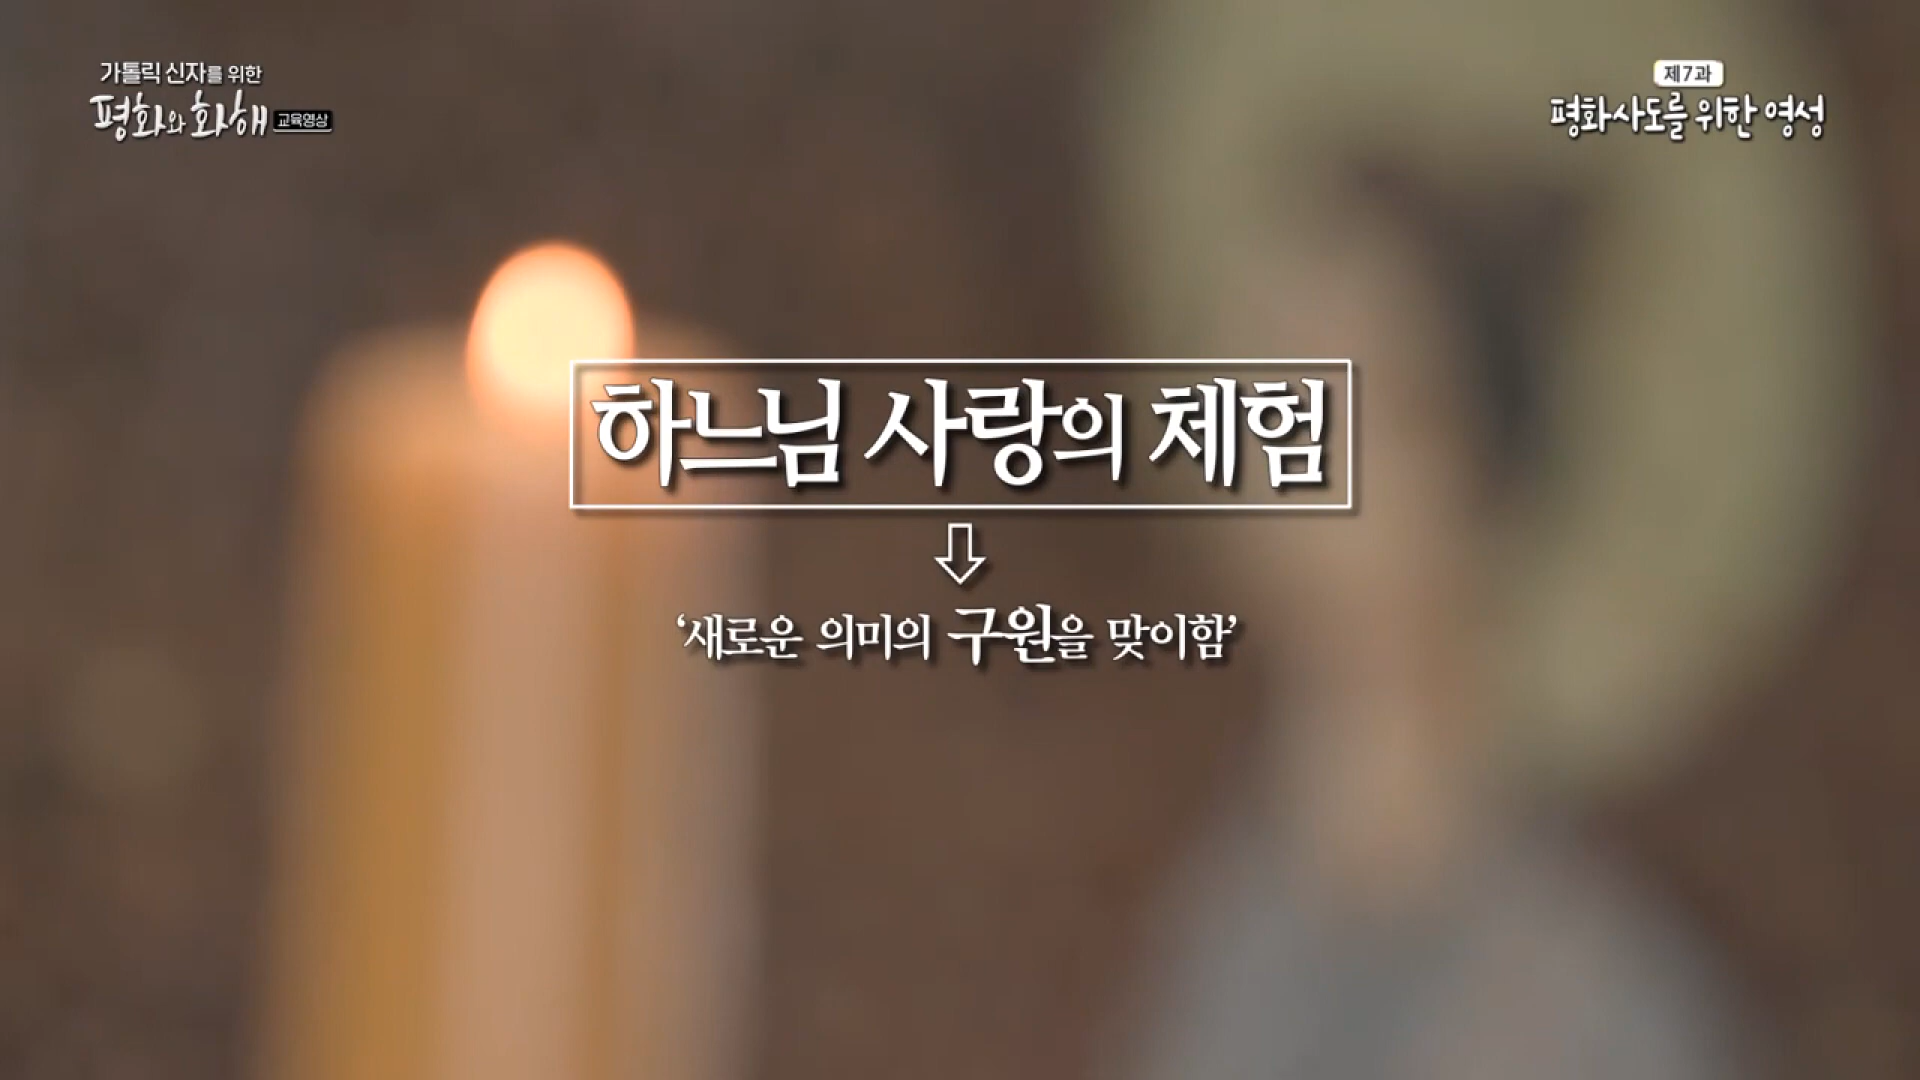 가톨릭 신자를 위한
평화와 화해 교육영상
제7과
평화사도를 위한 영성
하느님 사랑의 체험
‘새로운 의미의 구원을 맞이함’